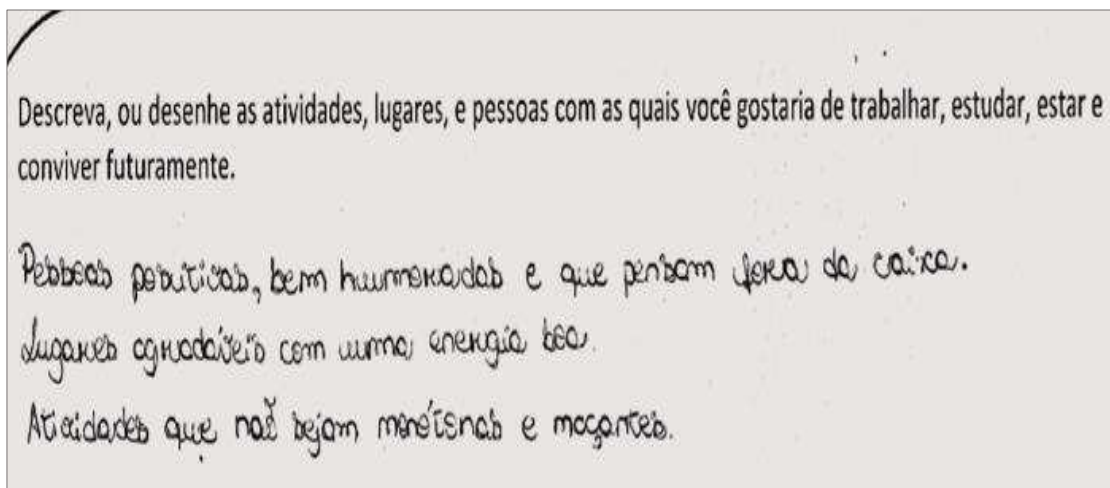 Descreva, ou desenhe as atividades, lugares, e pessoas com as quais você gostaria de trabalhar, estudar, estar e
conviver futuramente.
Pessoas positivas, bem humoradas e que pensam fora da caixa.
Lugares agradáveis com uma energia boa.
Atividades que não sejam monótonas e maçantes.